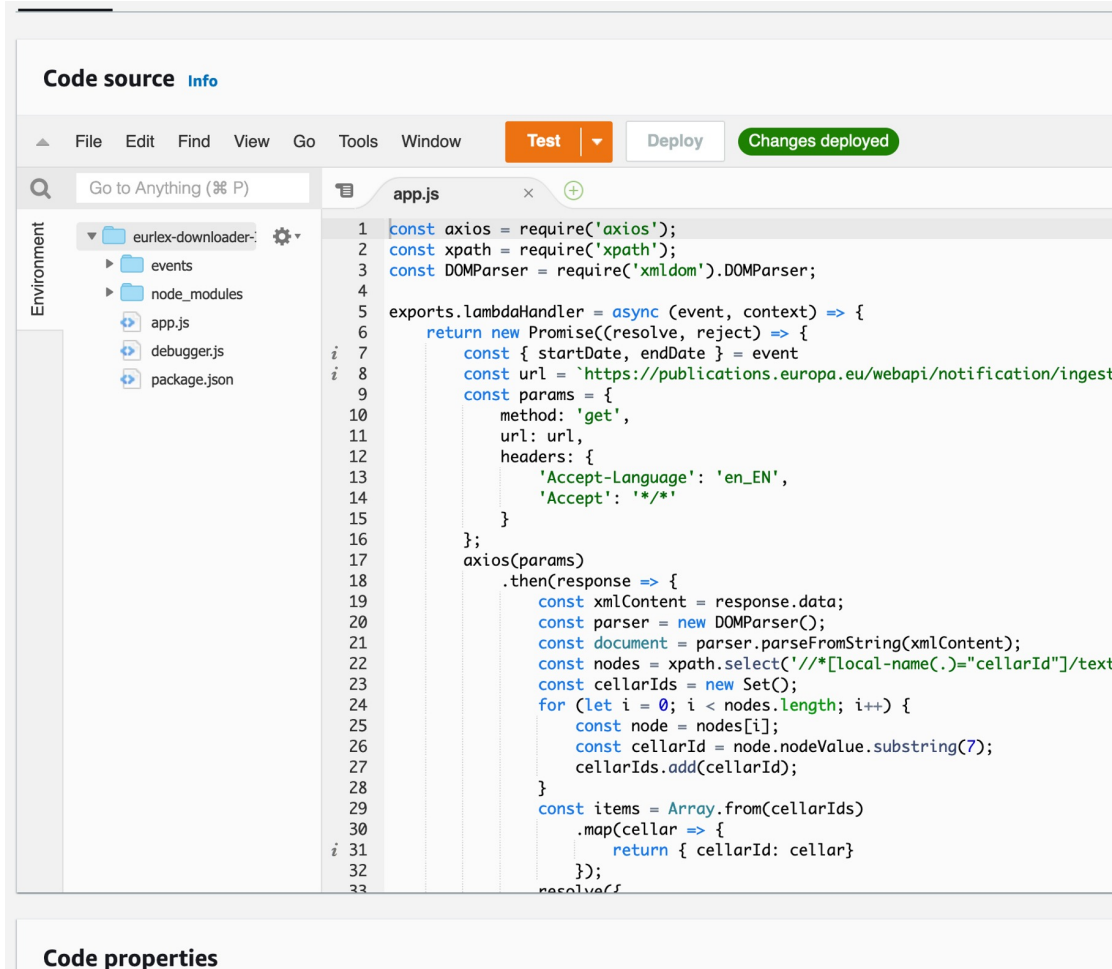 Code source Info
File Edit Find View Go Tools Window Test Deploy Changes deployed
Go to Anything (⌘ P)
app.js
Environment
eurlex-downloader-
events
node_modules
app.js
debugger.js
package.json
1 const axios = require('axios');
2 const xpath = require('xpath');
3 const DOMParser = require('xmldom').DOMParser;
4
5 exports.lambdaHandler = async (event, context) => {
6 return new Promise((resolve, reject) => {
i 7 const { startDate, endDate } = event
i 8 const url = `https://publications.europa.eu/webapi/notification/ingest
9 const params = {
10 method: 'get',
11 url: url,
12 headers: {
13 'Accept-Language': 'en_EN',
14 'Accept': '*/*'
15 }
16 };
17 axios(params)
18 .then(response => {
19 const xmlContent = response.data;
20 const parser = new DOMParser();
21 const document = parser.parseFromString(xmlContent);
22 const nodes = xpath.select('//*[local-name(.)="cellarId"]/text
23 const cellarIds = new Set();
24 for (let i = 0; i < nodes.length; i++) {
25 const node = nodes[i];
26 const cellarId = node.nodeValue.substring(7);
27 cellarIds.add(cellarId);
28 }
29 const items = Array.from(cellarIds)
30 .map(cellar => {
i 31 return { cellarId: cellar}
32 });
33 resolve({
Code properties